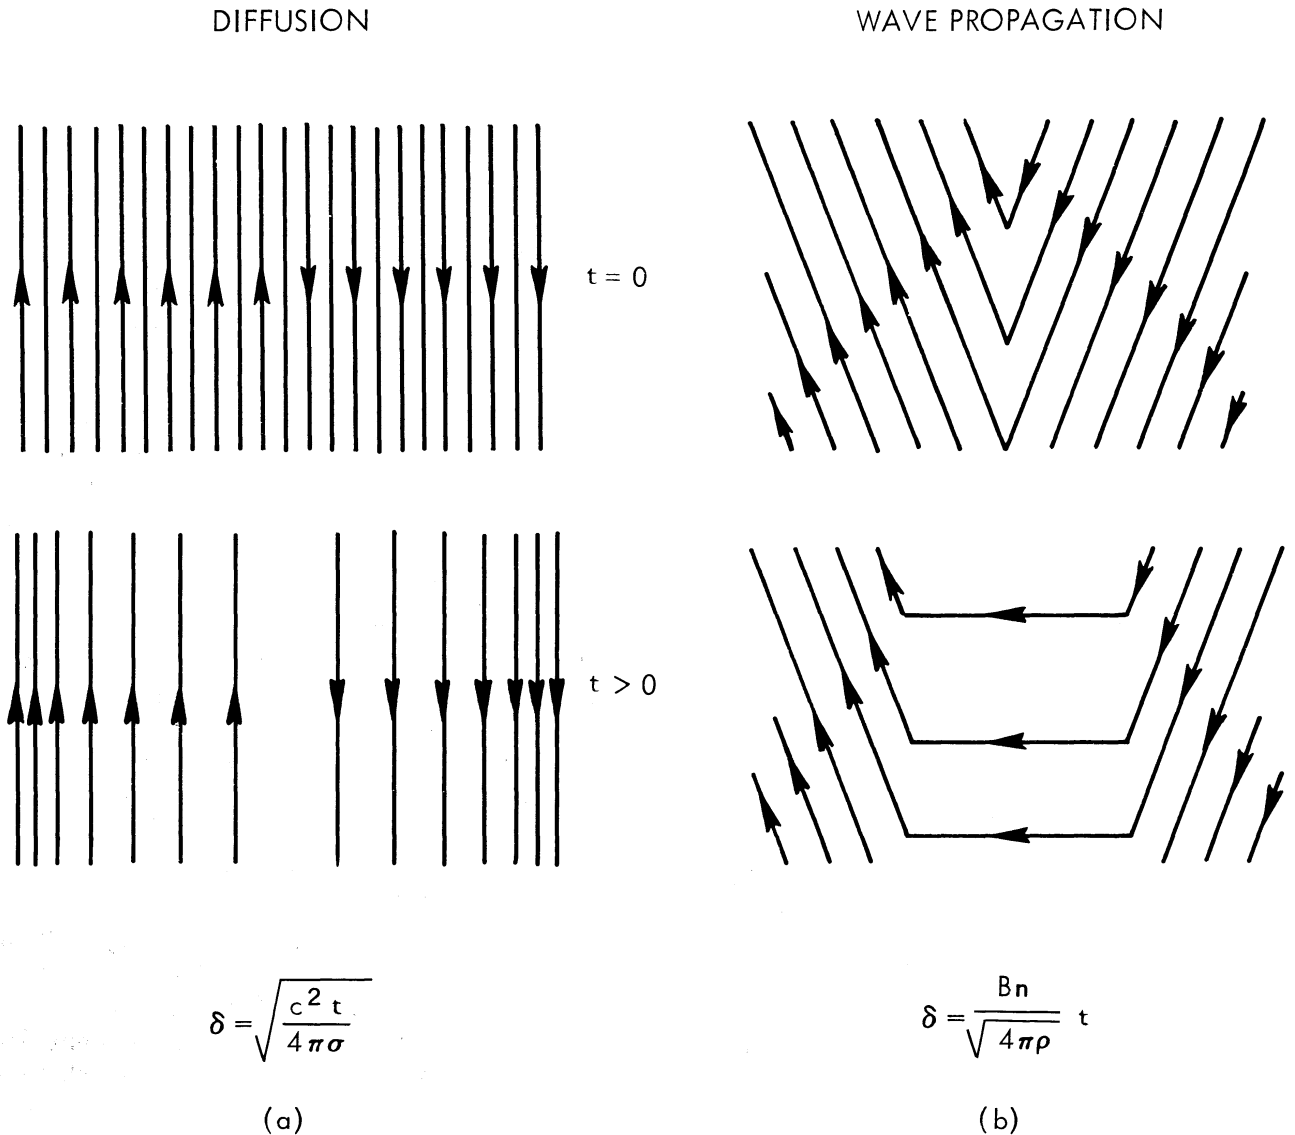 DIFFUSION
WAVE PROPAGATION
t = 0
t > 0
δ = √(c² t / 4πσ)
δ = Bn / √(4πρ) t
(a)
(b)